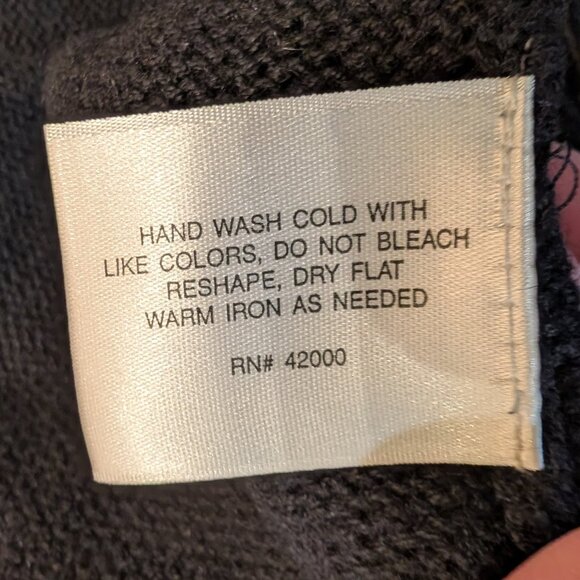 HAND WASH COLD WITH
LIKE COLORS, DO NOT BLEACH
RESHAPE, DRY FLAT
WARM IRON AS NEEDED
RN# 42000